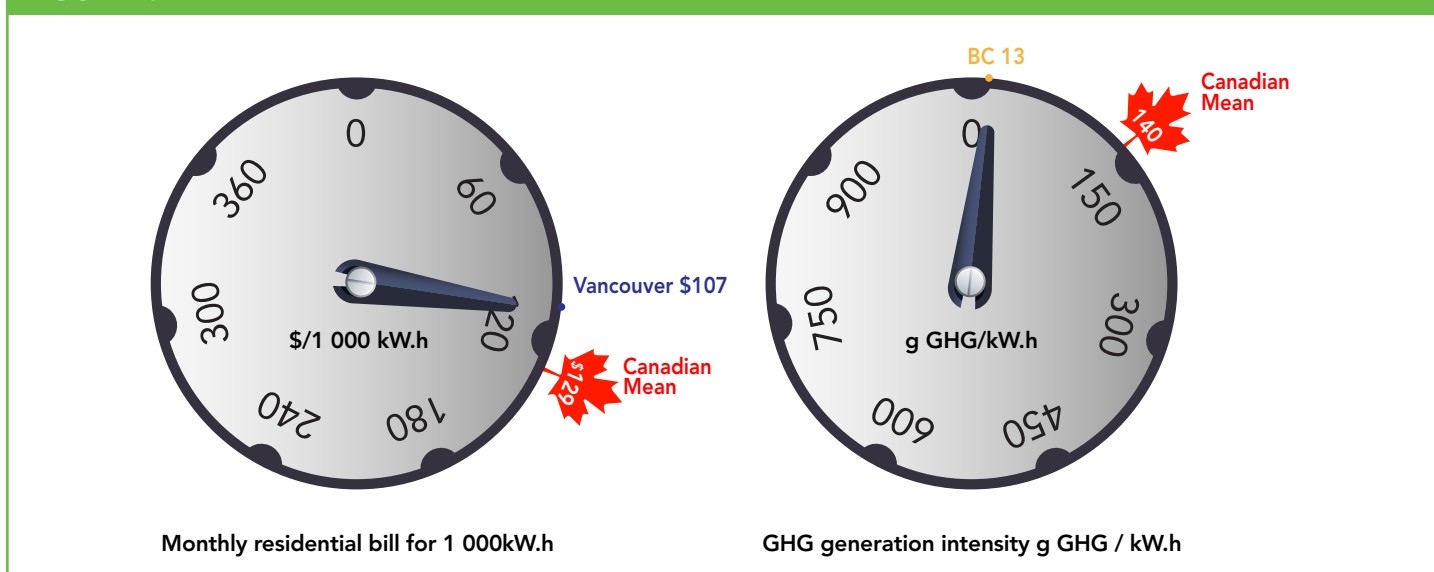 0
60
120
180
240
300
360
$/1 000 kW.h
Vancouver $107
$129
Canadian
Mean
Monthly residential bill for 1 000kW.h
BC 13
140
Canadian
Mean
0
150
300
450
600
750
900
g GHG/kW.h
GHG generation intensity g GHG / kW.h